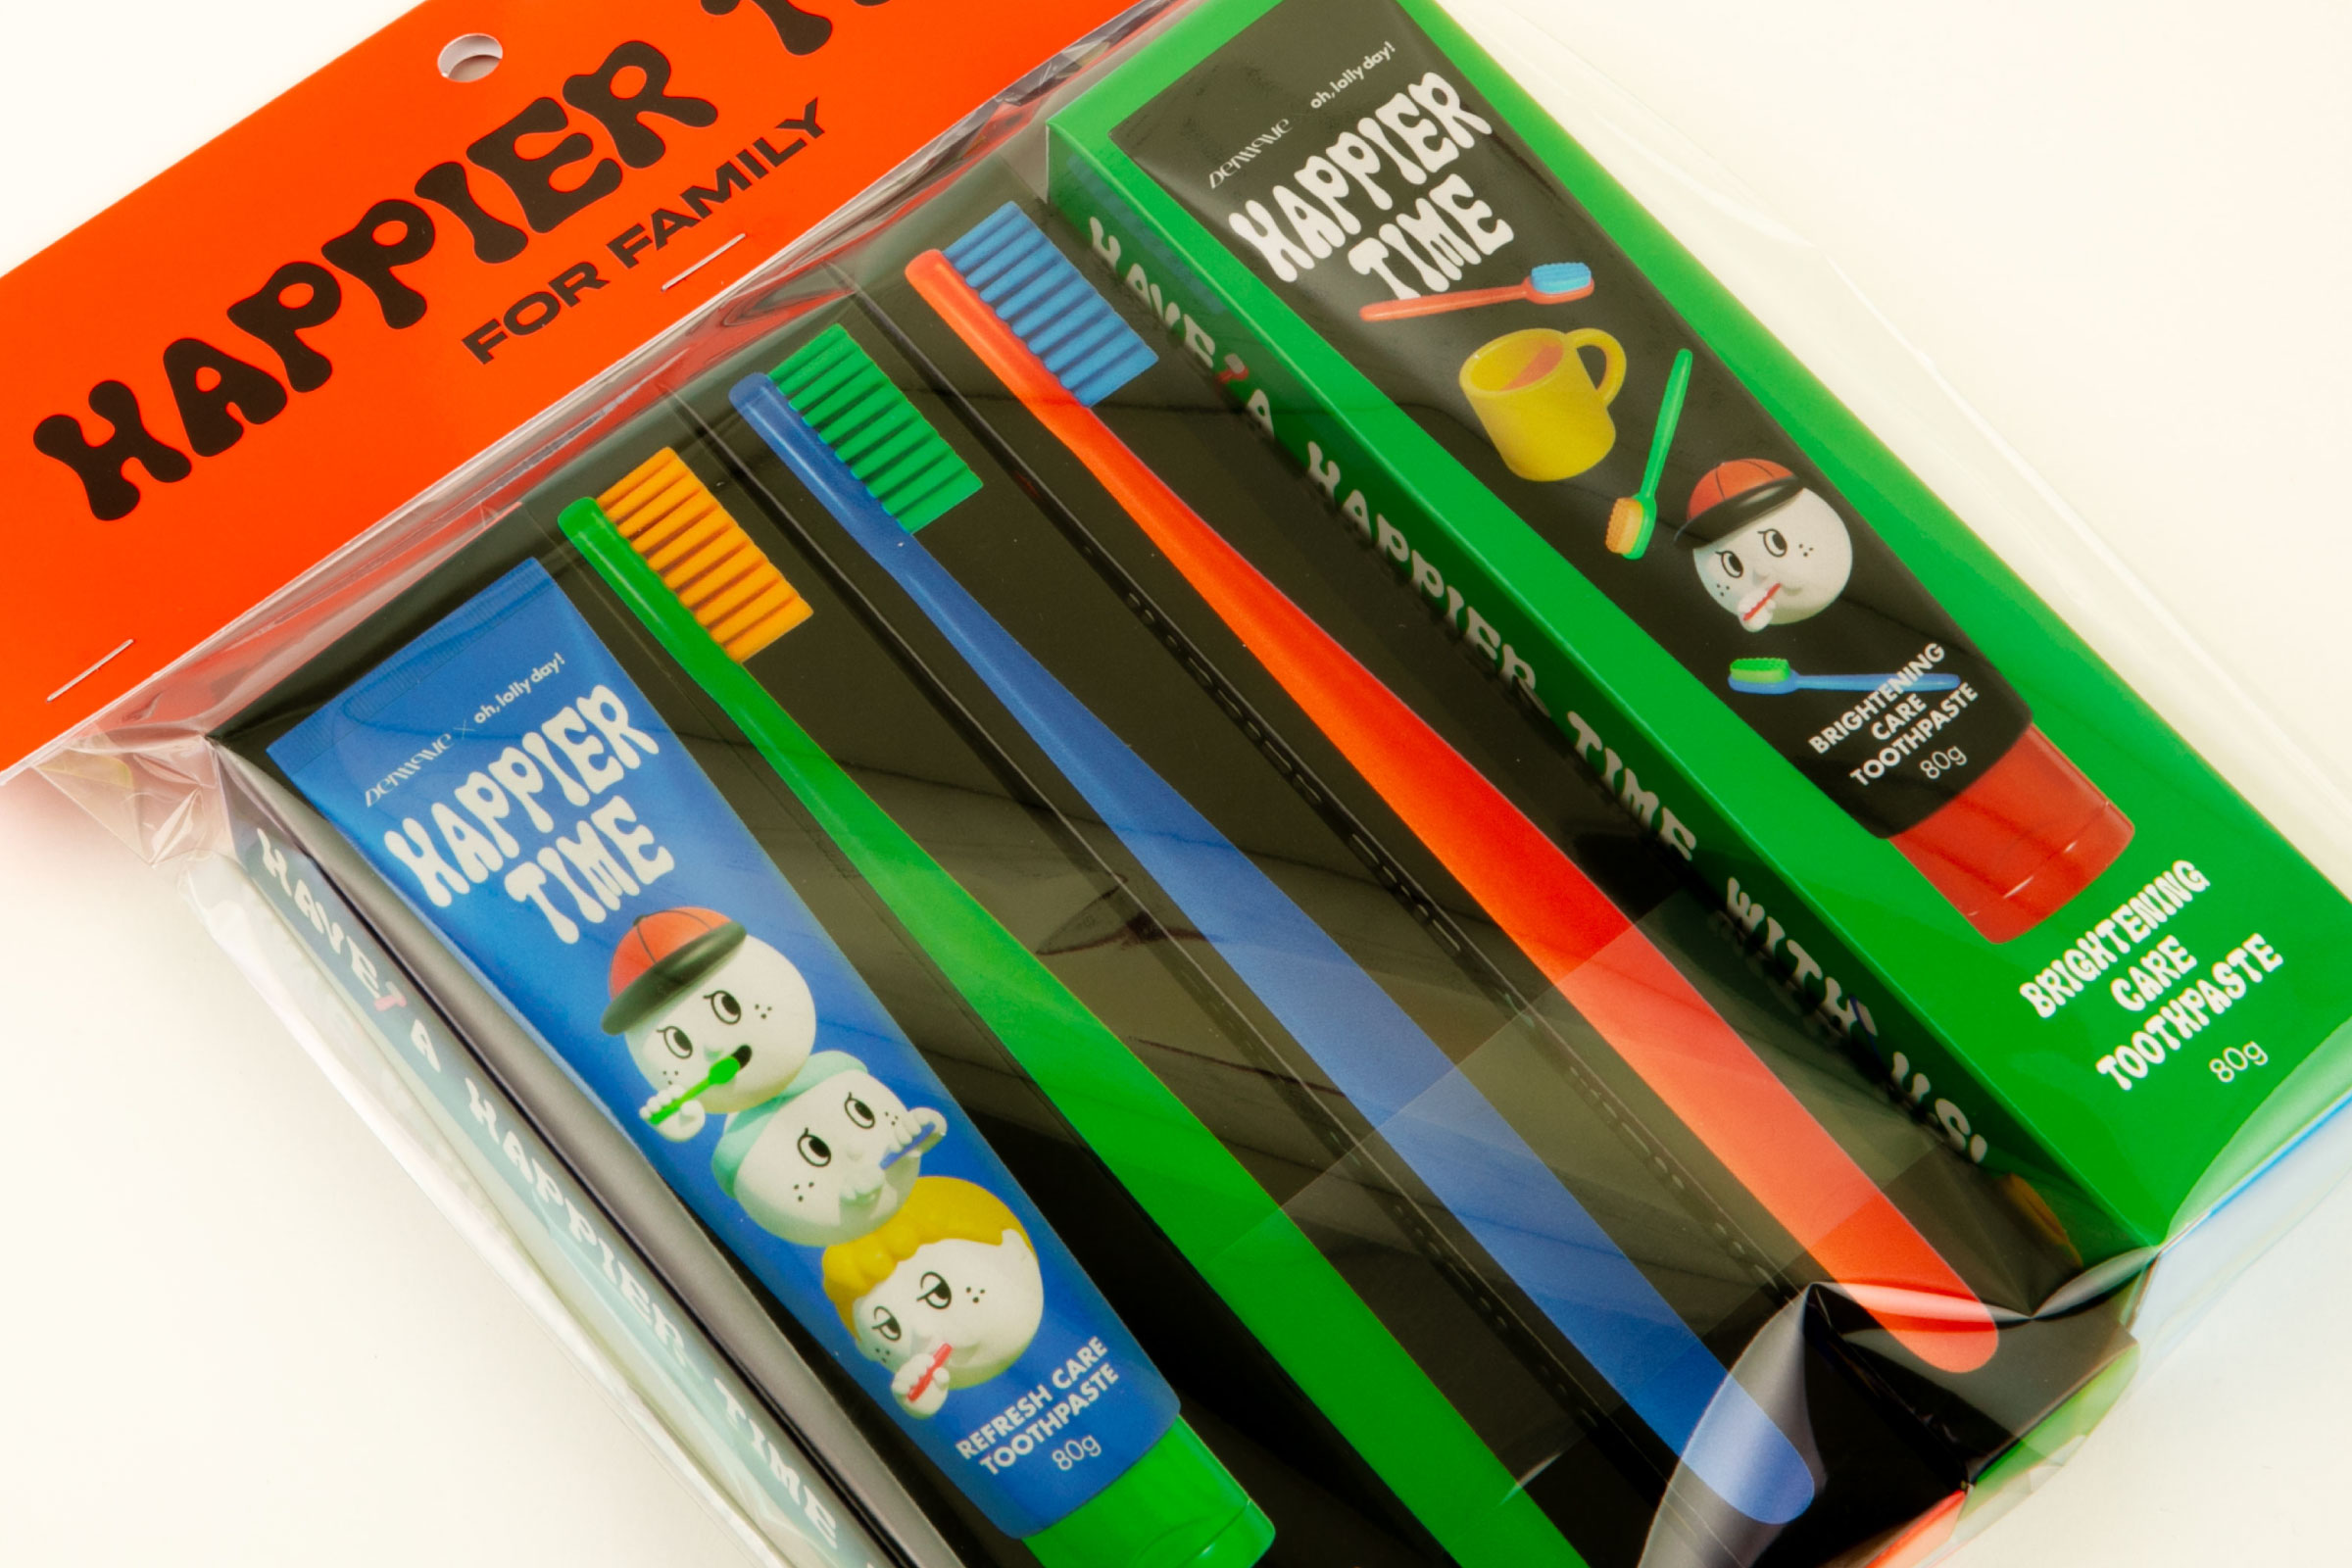 HAPPIER
FOR FAMILY
oh, lolly day!
HAPPIER
TIME
BRIGHTENING
CARE
TOOTHPASTE
80g
BRIGHTENING
CARE
TOOTHPASTE
80g
HAVE A HAPPIER TIME WITH US!
× oh, lolly day!
HAPPIER
TIME
REFRESH CARE
TOOTHPASTE
80g
HAVE A HAPPIER TIME